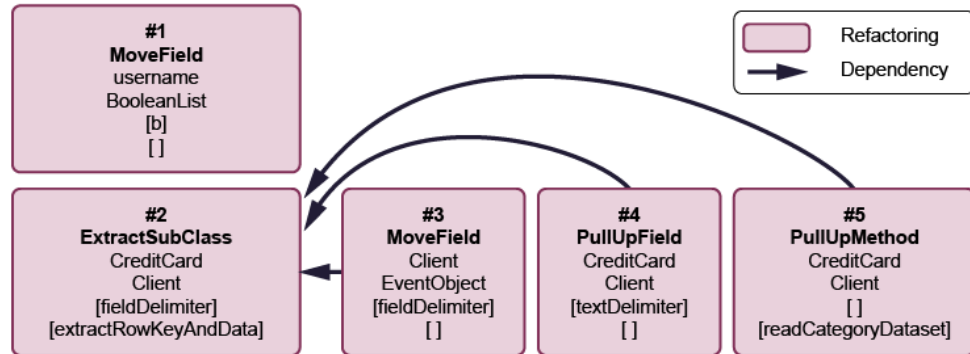 #1
MoveField
username
BooleanList
[b]
[ ]
Refactoring
Dependency
#2
ExtractSubClass
CreditCard
Client
[fieldDelimiter]
[extractRowKeyAndData]
#3
MoveField
Client
EventObject
[fieldDelimiter]
[ ]
#4
PullUpField
CreditCard
Client
[textDelimiter]
[ ]
#5
PullUpMethod
CreditCard
Client
[ ]
[readCategoryDataset]